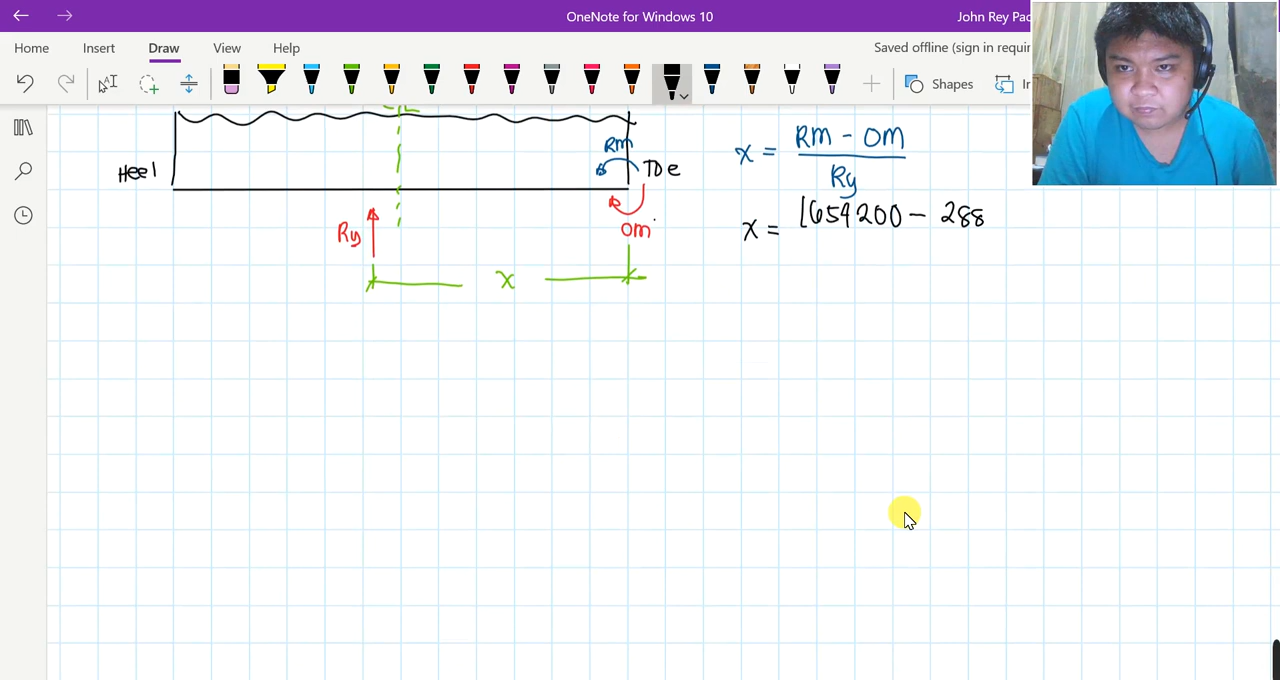 OneNote for Windows 10
John Rey Pac
Home Insert Draw View Help
Saved offline (sign in requir
Shapes
In
C L
Heel
Rm
Toe
Ry
om
x
x = Rm - om
Ry
x = 1654200 - 288